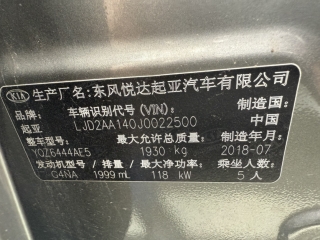 KIA 生产厂名:东风悦达起亚汽车有限公司
品牌: 车辆识别代号(VIN): 制造国:
起亚 LJD2AA140J0022500 中国
整车型号: 最大允许总质量: 制造年月:
YQZ6444AE5 1930 kg 2018-07
发动机型号 / 排量 / 最大净功率: 乘坐人数:
G4NA 1999 mL 118 kW 5 人